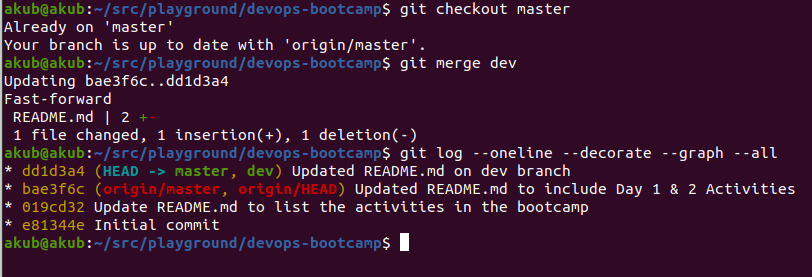 akub@akub:~/src/playground/devops-bootcamp$ git checkout master
Already on 'master'
Your branch is up to date with 'origin/master'.
akub@akub:~/src/playground/devops-bootcamp$ git merge dev
Updating bae3f6c..dd1d3a4
Fast-forward
 README.md | 2 +-
 1 file changed, 1 insertion(+), 1 deletion(-)
akub@akub:~/src/playground/devops-bootcamp$ git log --oneline --decorate --graph --all
* dd1d3a4 (HEAD -> master, dev) Updated README.md on dev branch
* bae3f6c (origin/master, origin/HEAD) Updated README.md to include Day 1 & 2 Activities
* 019cd32 Update README.md to list the activities in the bootcamp
* e81344e Initial commit
akub@akub:~/src/playground/devops-bootcamp$